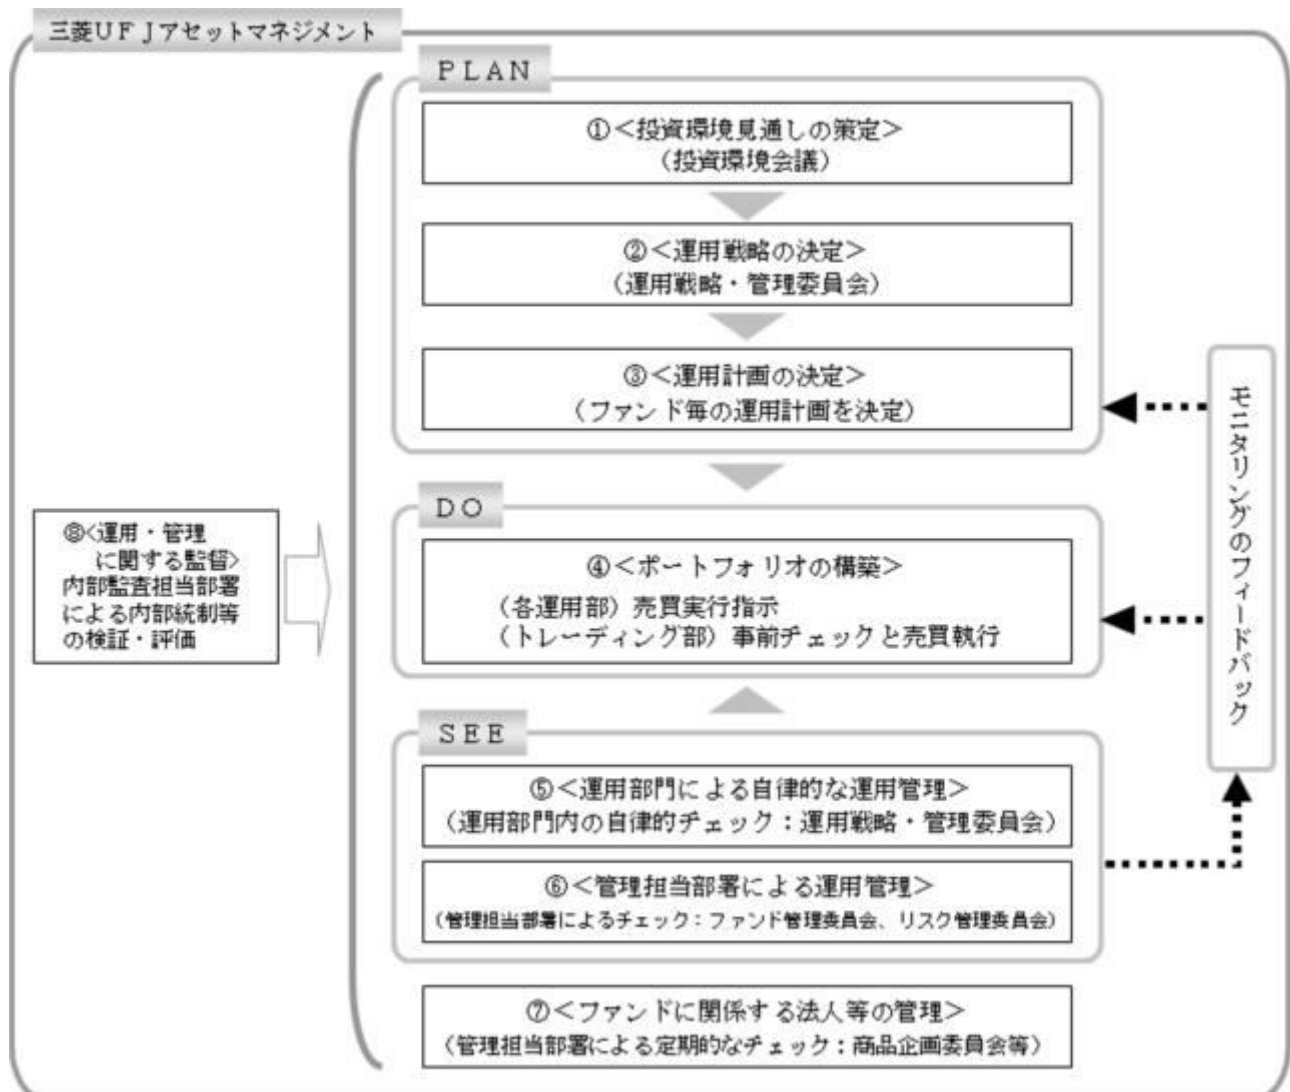 三菱ＵＦＪアセットマネジメント
ＰＬＡＮ
①＜投資環境見通しの策定＞
（投資環境会議）
②＜運用戦略の決定＞
（運用戦略・管理委員会）
③＜運用計画の決定＞
（ファンド毎の運用計画を決定）
ＤＯ
④＜ポートフォリオの構築＞
（各運用部）売買実行指示
（トレーディング部）事前チェックと売買執行
ＳＥＥ
⑤＜運用部門による自律的な運用管理＞
（運用部門内の自律的チェック：運用戦略・管理委員会）
⑥＜管理担当部署による運用管理＞
（管理担当部署によるチェック：ファンド管理委員会、リスク管理委員会）
⑦＜ファンドに関係する法人等の管理＞
（管理担当部署による定期的なチェック：商品企画委員会等）
⑧＜運用・管理
に関する監督＞
内部監査担当部署
による内部統制等
の検証・評価
モニタリングのフィードバック